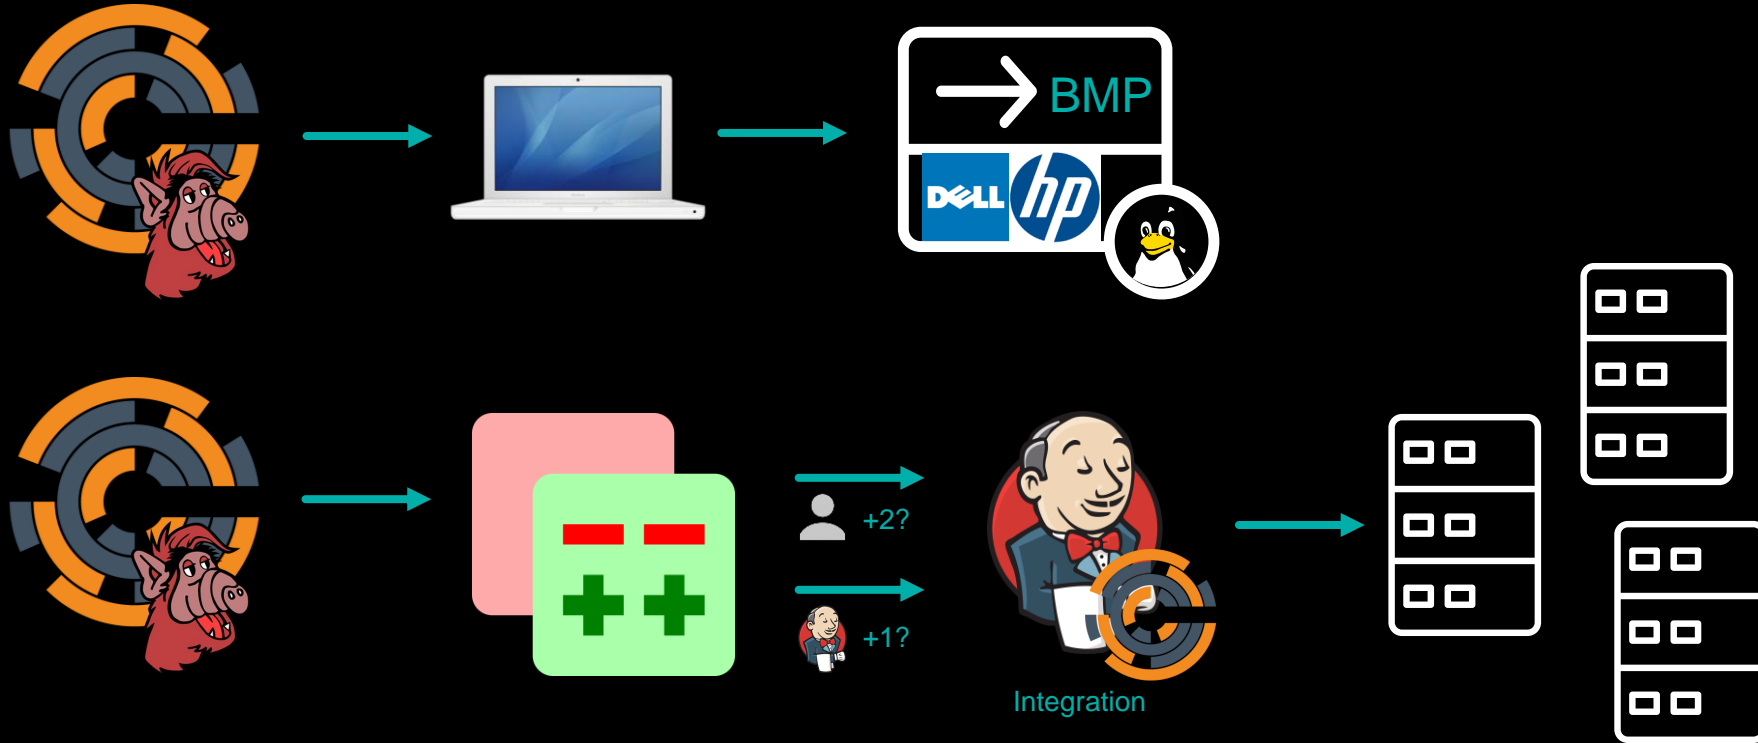 BMP
DELL
hp
+2?
+1?
Integration